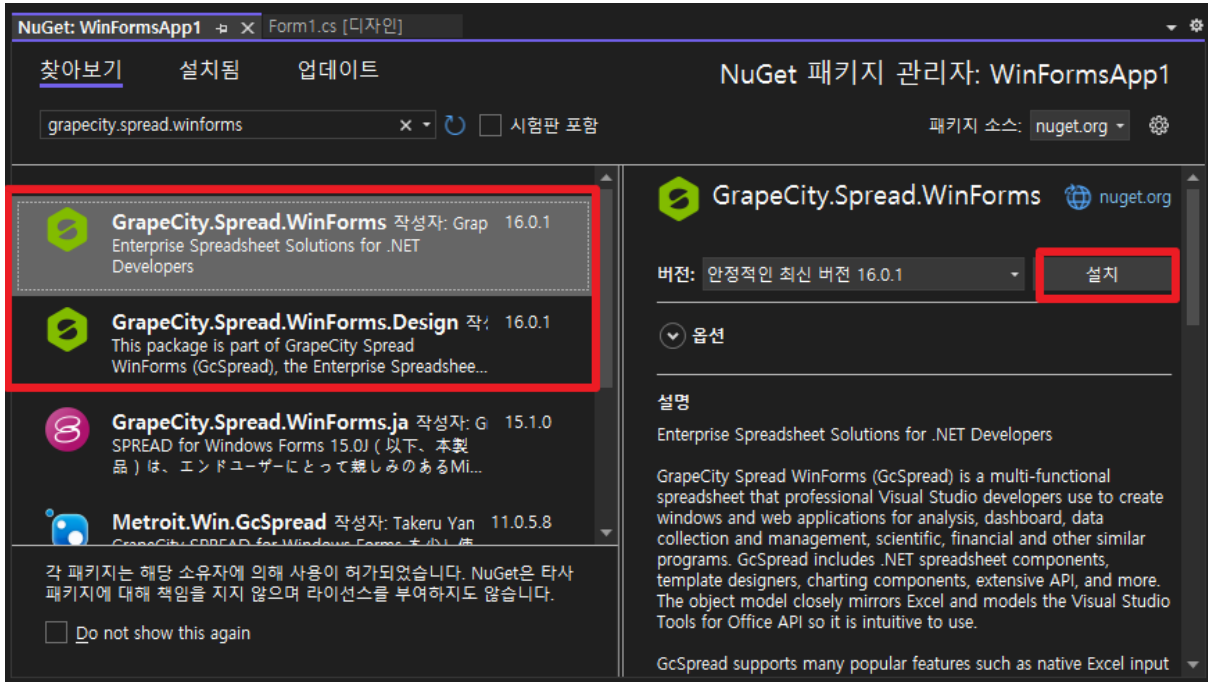 NuGet: WinFormsApp1
Form1.cs [디자인]
찾아보기 설치됨 업데이트
NuGet 패키지 관리자: WinFormsApp1
grapecity.spread.winforms
시험판 포함
패키지 소스: nuget.org
GrapeCity.Spread.WinForms 작성자: Grap 16.0.1
Enterprise Spreadsheet Solutions for .NET
Developers
GrapeCity.Spread.WinForms.Design 작 16.0.1
This package is part of GrapeCity Spread
WinForms (GcSpread), the Enterprise Spreadshee...
GrapeCity.Spread.WinForms.ja 작성자: G 15.1.0
SPREAD for Windows Forms 15.0J ( 以下、本製
品 ) は、エンドユーザーにとって親しみのあるMi...
Metroit.Win.GcSpread 작성자: Takeru Yan 11.0.5.8
GrapeCity SPREAD for Windows Forms
각 패키지는 해당 소유자에 의해 사용이 허가되었습니다. NuGet은 타사
패키지에 대해 책임을 지지 않으며 라이선스를 부여하지도 않습니다.
Do not show this again
GrapeCity.Spread.WinForms
nuget.org
버전: 안정적인 최신 버전 16.0.1
설치
옵션
설명
Enterprise Spreadsheet Solutions for .NET Developers
GrapeCity Spread WinForms (GcSpread) is a multi-functional
spreadsheet that professional Visual Studio developers use to create
windows and web applications for analysis, dashboard, data
collection and management, scientific, financial and other similar
programs. GcSpread includes .NET spreadsheet components,
template designers, charting components, extensive API, and more.
The object model closely mirrors Excel and models the Visual Studio
Tools for Office API so it is intuitive to use.
GcSpread supports many popular features such as native Excel input